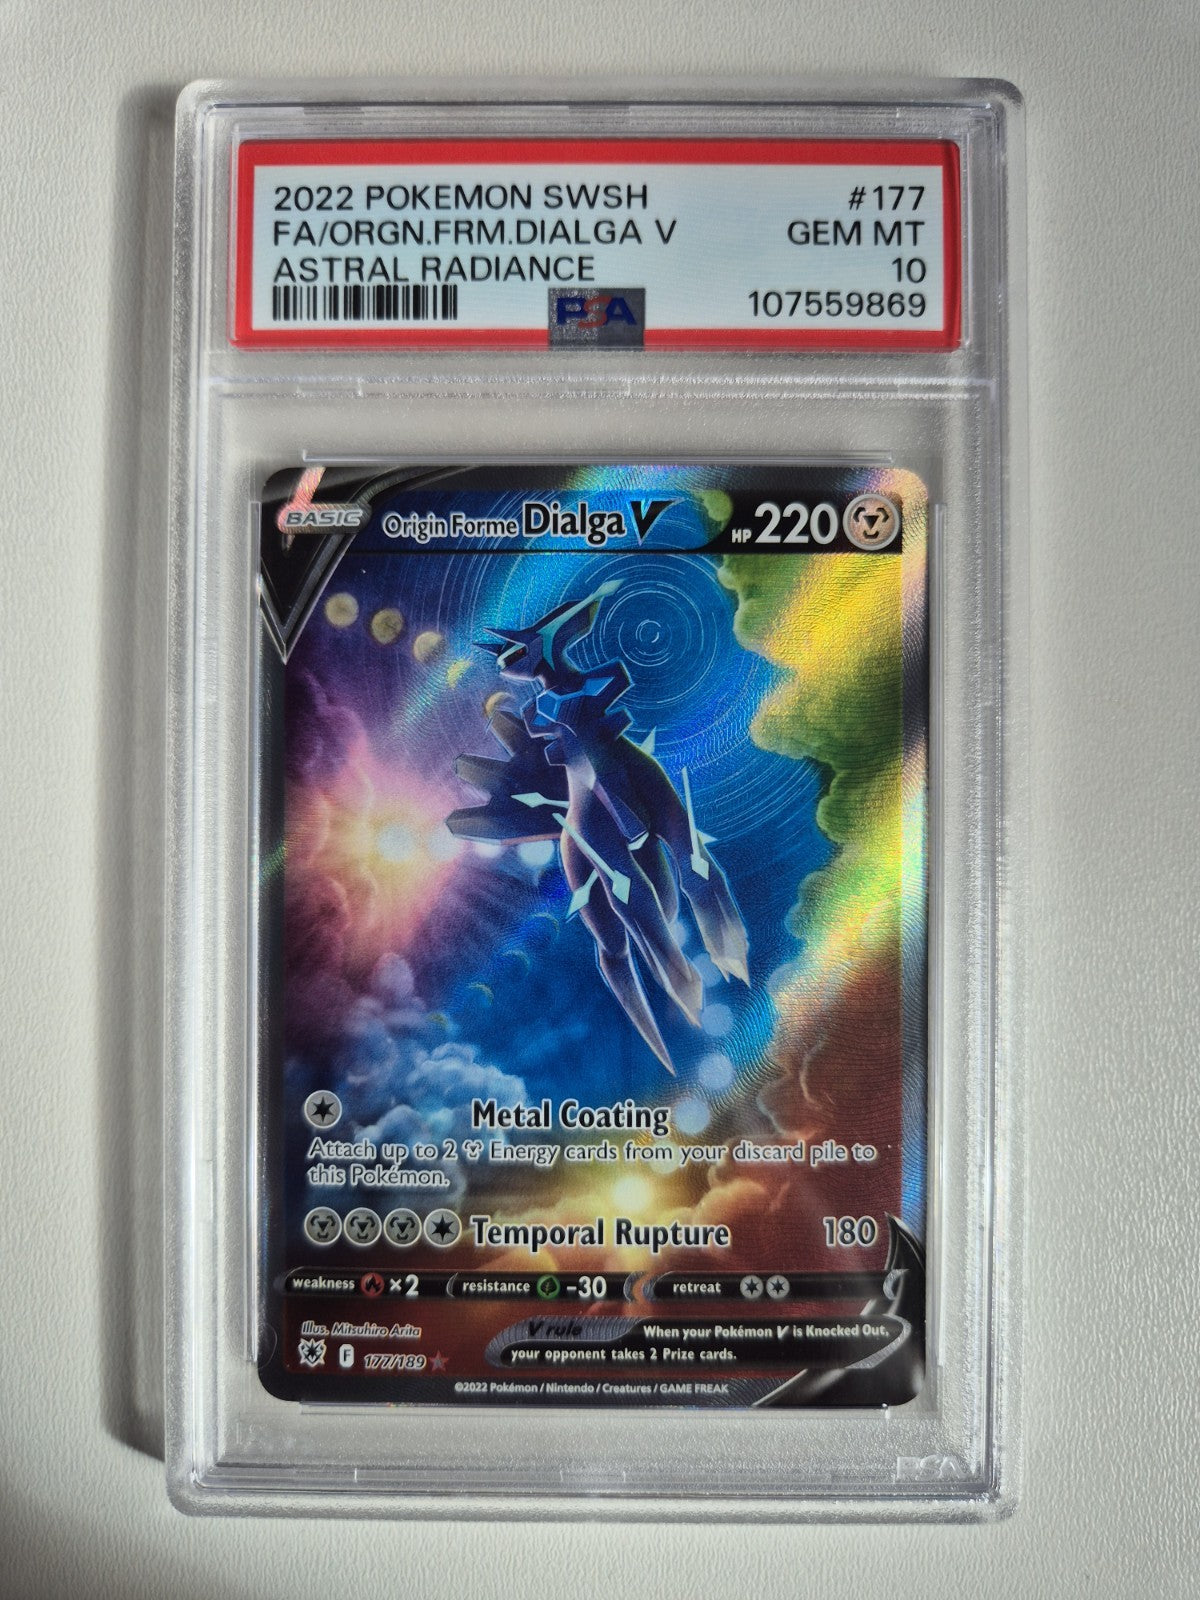 2022 POKEMON SWSH #177
FA/ORGN.FRM.DIALGA V GEM MT
ASTRAL RADIANCE 10
107559869
PSA
BASIC Origin Forme Dialga V HP 220
Metal Coating
Attach up to 2 Energy cards from your discard pile to
this Pokémon.
Temporal Rupture 180
weakness ×2 resistance -30 retreat
Illus. Mitsuhiro Arita
V rule When your Pokémon V is Knocked Out,
your opponent takes 2 Prize cards.
F 177/189
©2022 Pokémon / Nintendo / Creatures / GAME FREAK
PSA